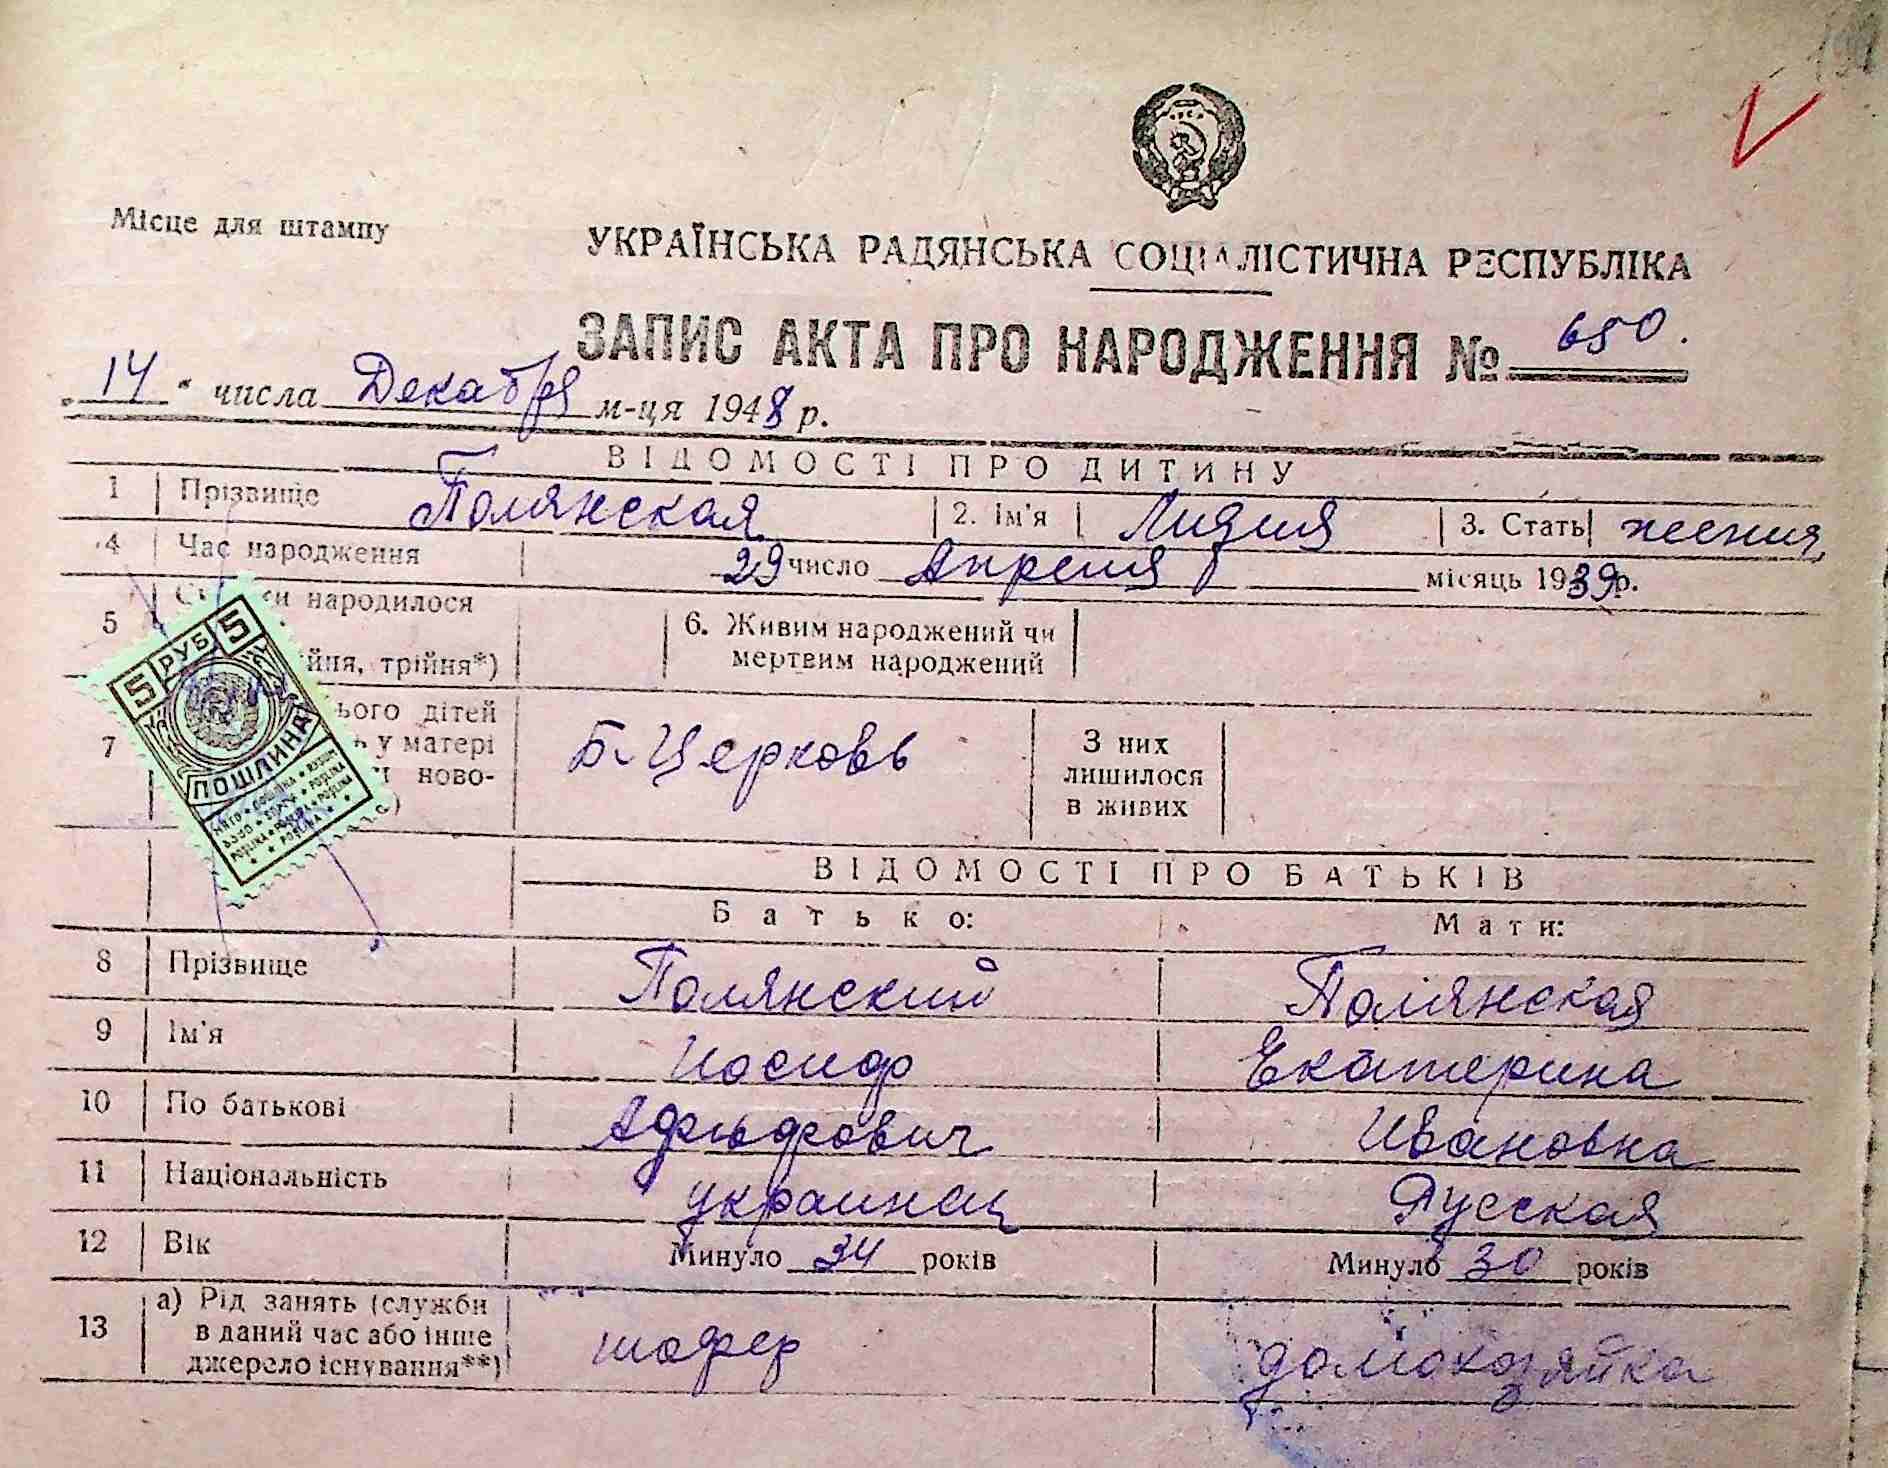 Місце для штампу
УКРАЇНСЬКА РАДЯНСЬКА СОЦІАЛІСТИЧНА РЕСПУБЛІКА
ЗАПИС АКТА ПРО НАРОДЖЕННЯ № 650.
„14“ числа Декабря м-ця 1948 р.
ВІДОМОСТІ ПРО ДИТИНУ
1 Прізвище Полянская 2. Ім'я Лидия 3. Стать женския
4 Час народження 29 число Апреля місяць 1939 р.
5 народилося
трійня*)
6. Живим народжений чи
мертвим народжений
7 дітей
у матері
ново-
Б-Церковь
З них
лишилося
в живих
5 РУБ 5
ПОШЛИНА
ВІДОМОСТІ ПРО БАТЬКІВ
Батько: Мати:
8 Прізвище Полянский Полянская
9 Ім'я Иосиф Екатерина
10 По батькові Адольфович Ивановна
11 Національність украинец Русская
12 Вік Минуло 34 років Минуло 30 років
13 а) Рід занять (служби
в даний час або інше
джерело існування**)
шофер домохозяйка